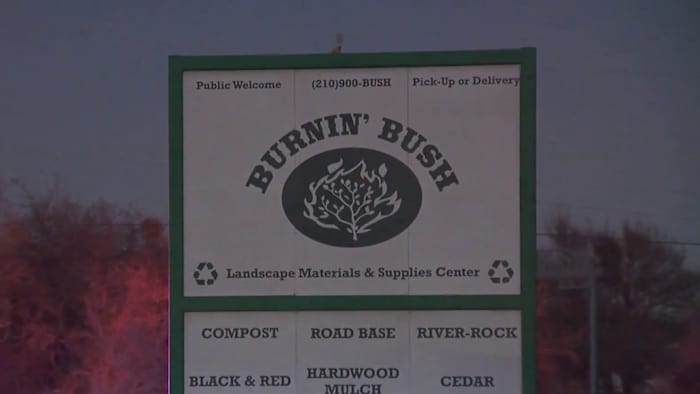 Public Welcome (210)900-BUSH Pick-Up or Delivery
BURNIN' BUSH
Landscape Materials & Supplies Center
COMPOST ROAD BASE RIVER-ROCK
BLACK & RED HARDWOOD MULCH CEDAR